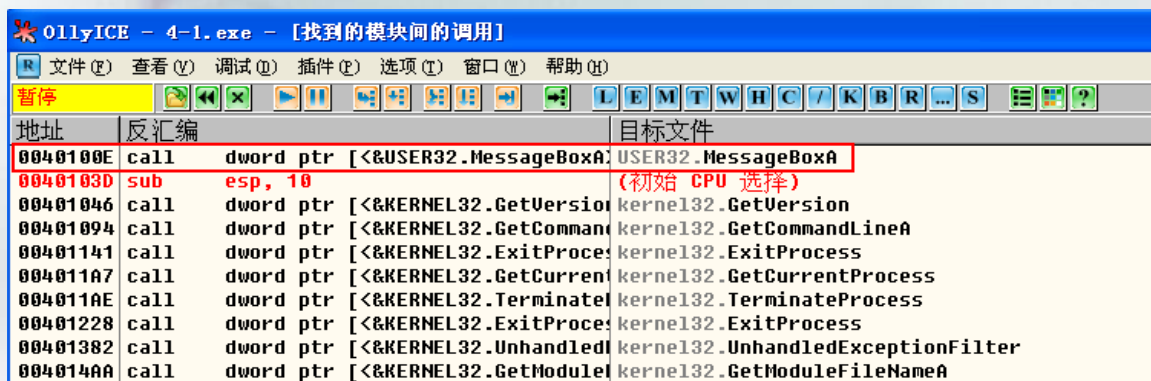 OllyICE - 4-1.exe - [找到的模块间的调用]
R 文件(F) 查看(V) 调试(D) 插件(P) 选项(T) 窗口(W) 帮助(H)
暂停 L E M T W H C / K B R ... S ?
地址 反汇编 目标文件
0040100E call dword ptr [<&USER32.MessageBoxA> USER32.MessageBoxA
0040103D sub esp, 10 (初始 CPU 选择)
00401046 call dword ptr [<&KERNEL32.GetVersion kernel32.GetVersion
00401094 call dword ptr [<&KERNEL32.GetCommand kernel32.GetCommandLineA
00401141 call dword ptr [<&KERNEL32.ExitProces kernel32.ExitProcess
004011A7 call dword ptr [<&KERNEL32.GetCurrent kernel32.GetCurrentProcess
004011AE call dword ptr [<&KERNEL32.TerminateP kernel32.TerminateProcess
00401228 call dword ptr [<&KERNEL32.ExitProces kernel32.ExitProcess
00401382 call dword ptr [<&KERNEL32.UnhandledE kernel32.UnhandledExceptionFilter
004014AA call dword ptr [<&KERNEL32.GetModuleF kernel32.GetModuleFileNameA